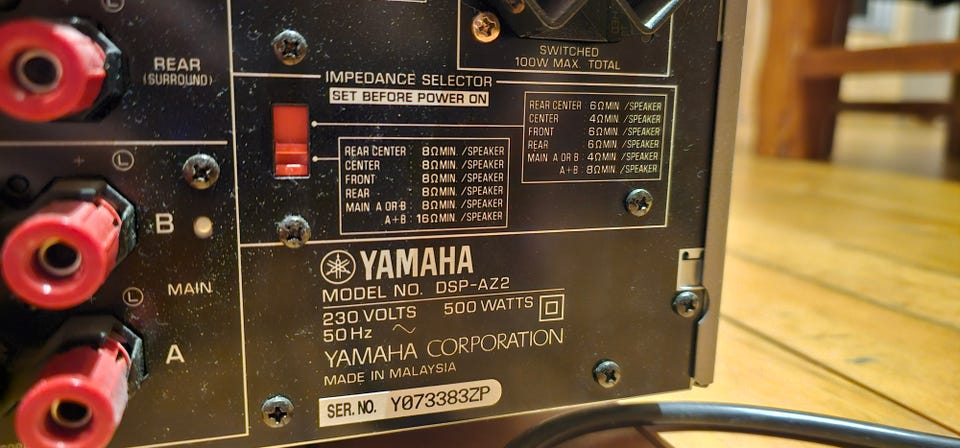 SWITCHED
100W MAX. TOTAL
REAR
(SURROUND)
L
IMPEDANCE SELECTOR
SET BEFORE POWER ON
REAR CENTER : 6ΩMIN. /SPEAKER
CENTER : 4ΩMIN. /SPEAKER
FRONT : 6ΩMIN. /SPEAKER
REAR : 6ΩMIN. /SPEAKER
MAIN A OR B : 4ΩMIN. /SPEAKER
A+B : 8ΩMIN. /SPEAKER
REAR CENTER : 8ΩMIN. /SPEAKER
CENTER : 8ΩMIN. /SPEAKER
FRONT : 8ΩMIN. /SPEAKER
REAR : 8ΩMIN. /SPEAKER
MAIN A OR B : 8ΩMIN. /SPEAKER
A+B : 16ΩMIN. /SPEAKER
+ L
B
L
MAIN
A
YAMAHA
MODEL NO. DSP-AZ2
230 VOLTS 500 WATTS
50 Hz ~
YAMAHA CORPORATION
MADE IN MALAYSIA
SER. NO. Y073383ZP